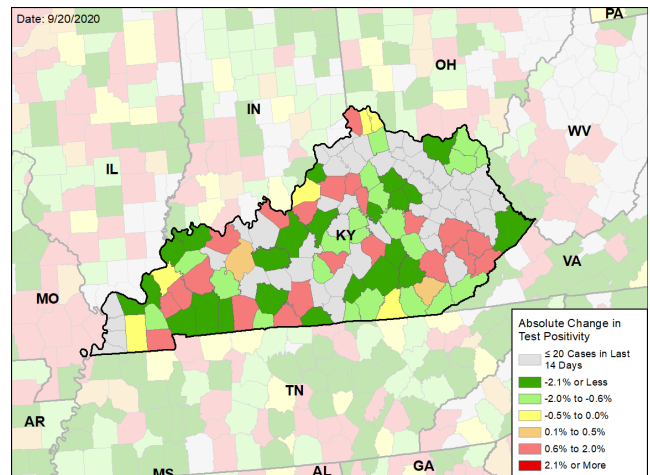 Date: 9/20/2020
PA
OH
IN
WV
IL
KY
VA
MO
Absolute Change in
Test Positivity
≤ 20 Cases in Last
14 Days
-2.1% or Less
-2.0% to -0.6%
-0.5% to 0.0%
0.1% to 0.5%
0.6% to 2.0%
2.1% or More
TN
AR
MS
AL
GA